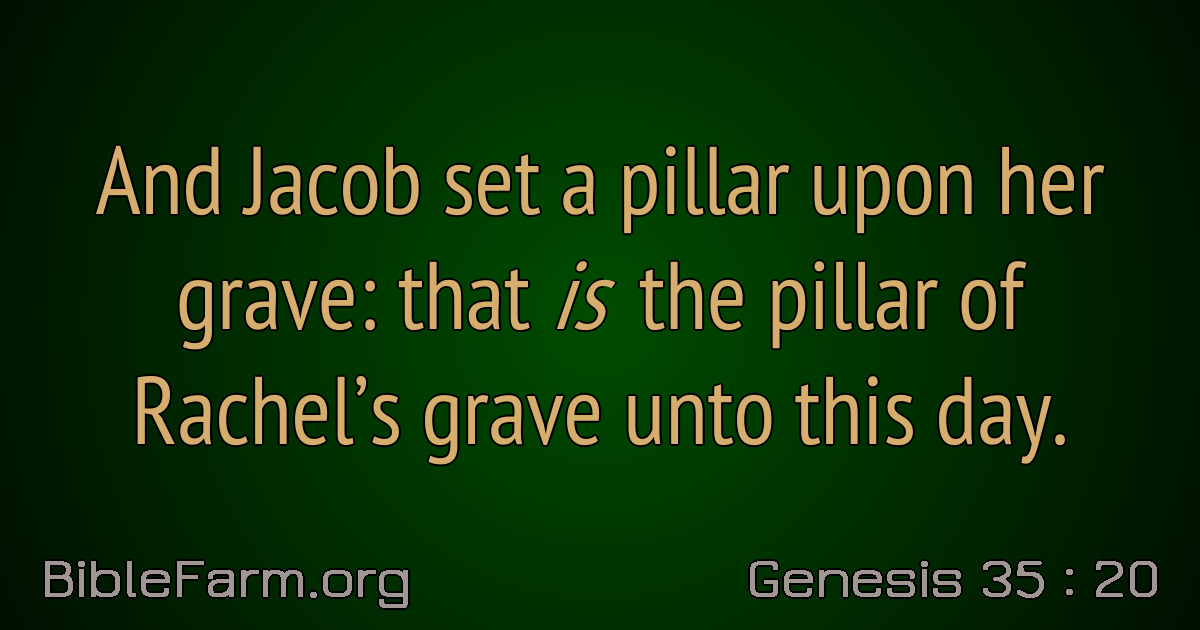 And Jacob set a pillar upon her
grave: that is the pillar of
Rachel’s grave unto this day.
BibleFarm.org
Genesis 35 : 20